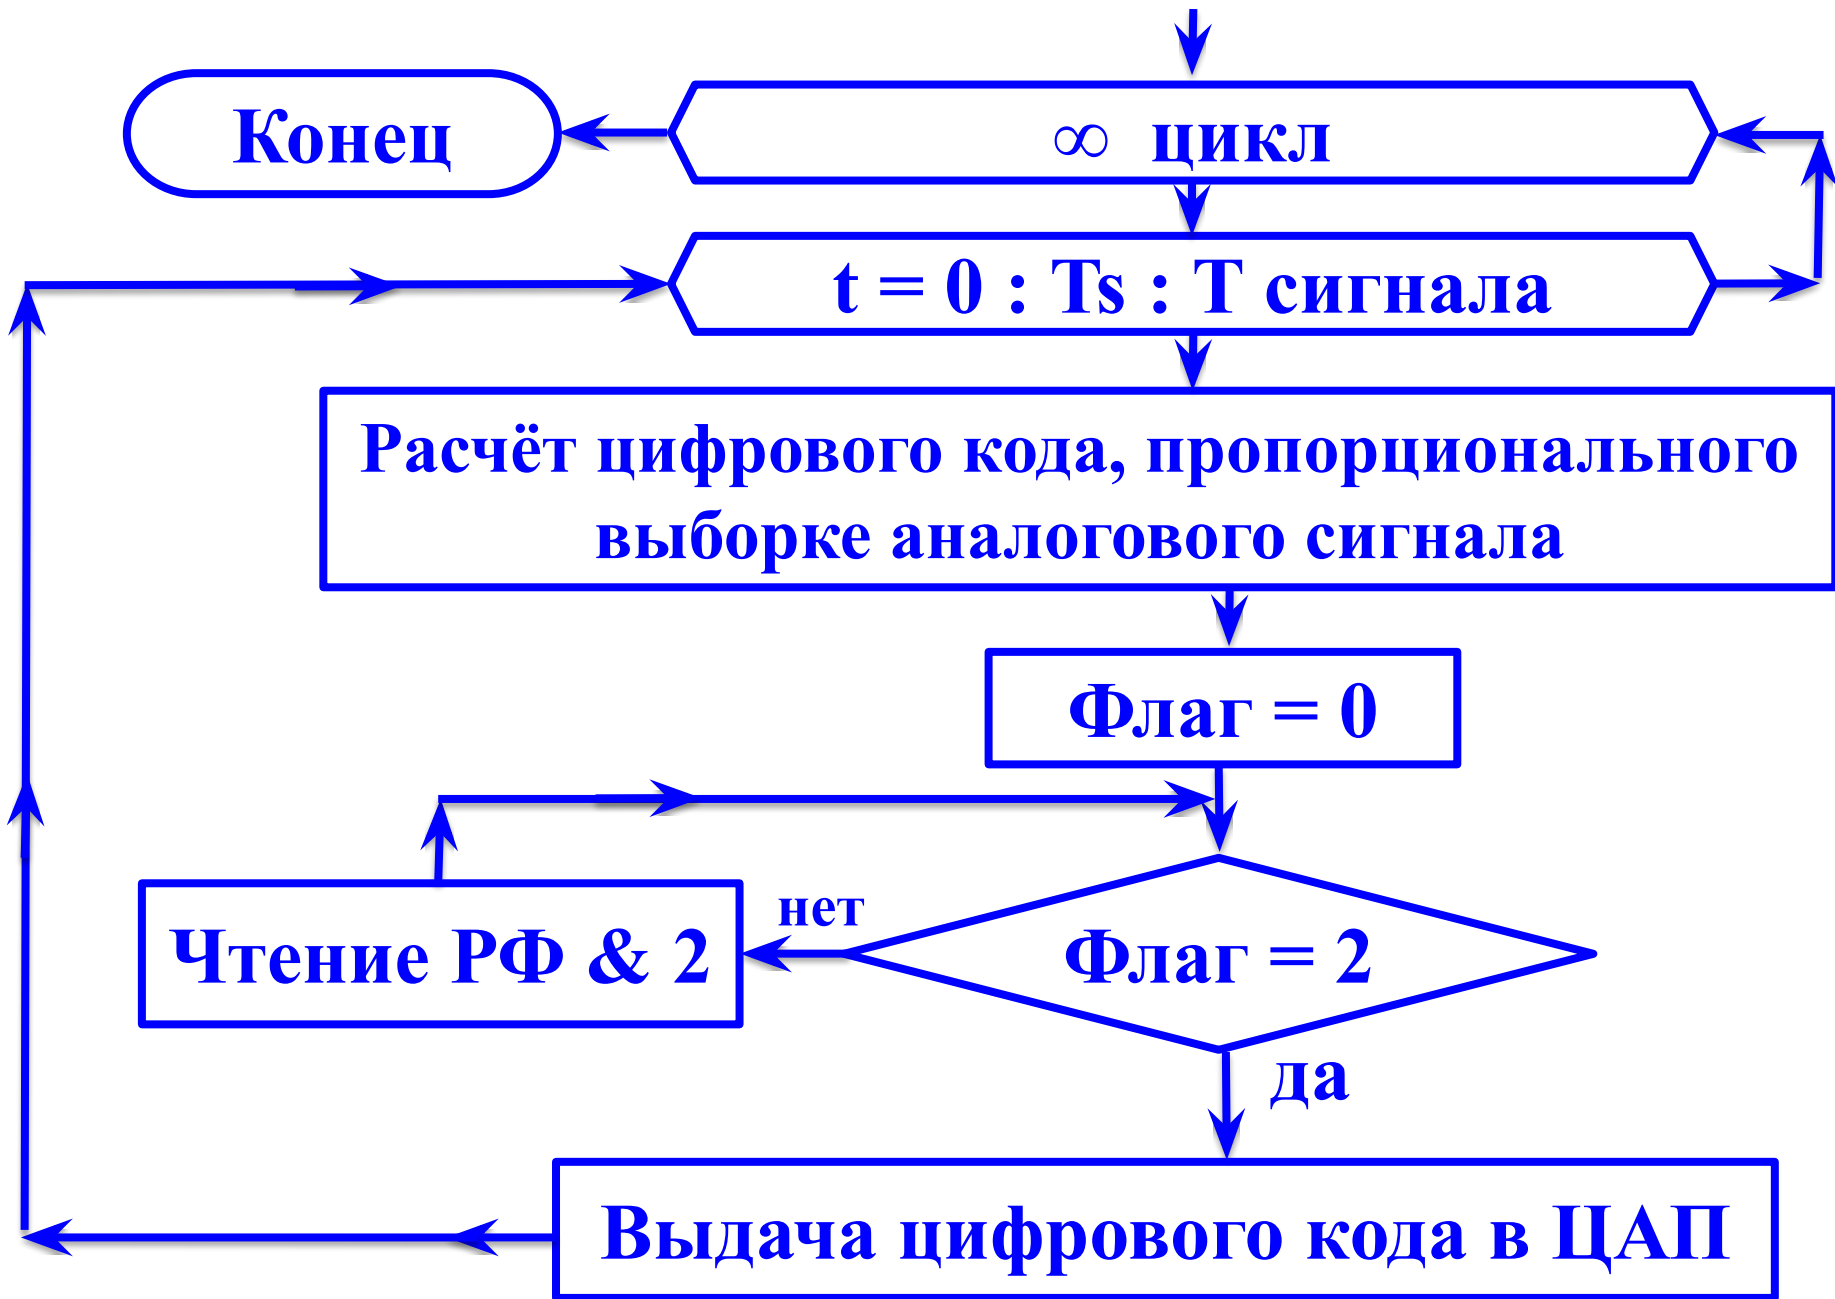 Конец
∞ цикл
t = 0 : Ts : T сигнала
Расчёт цифрового кода, пропорционального
выборке аналогового сигнала
Флаг = 0
нет
Чтение РФ & 2
Флаг = 2
да
Выдача цифрового кода в ЦАП